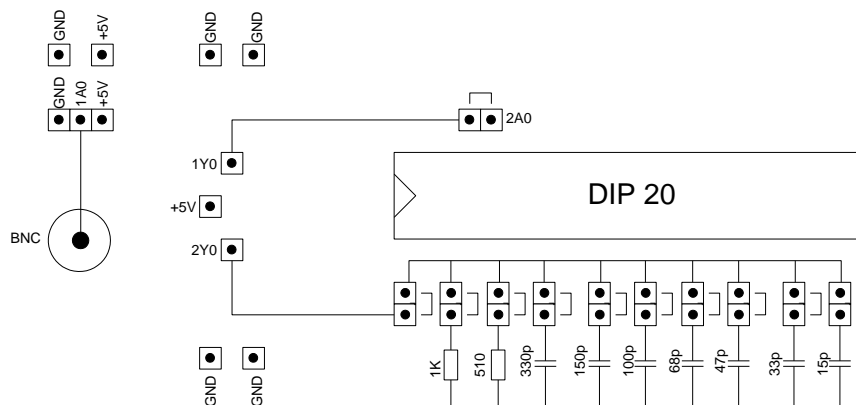 GND
+5V
GND
GND
GND
1A0
+5V
2A0
1Y0
DIP 20
+5V
BNC
2Y0
1K
510
330p
150p
100p
68p
47p
33p
15p
GND
GND